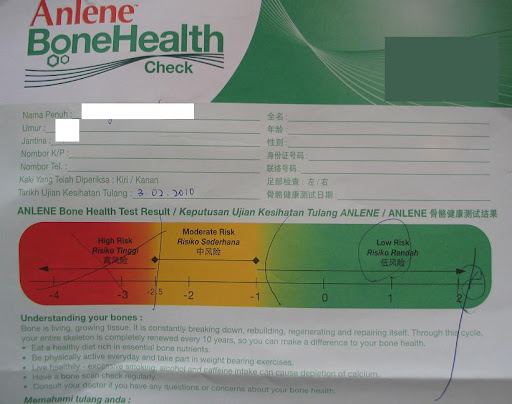 Anlene
BoneHealth
Check
Nama Penuh : 全名 :
Umur : 年龄 :
Jantina : 性别 :
Nombor K/P : 身份证号码 :
Nombor Tel. : 联络号码 :
Kaki Yang Telah Diperiksa : Kiri / Kanan 足部检查 : 左 / 右
Tarikh Ujian Kesihatan Tulang : 3.02.2010 骨骼健康测试日期 :
ANLENE Bone Health Test Result / Keputusan Ujian Kesihatan Tulang ANLENE / ANLENE 骨骼健康测试结果
High Risk Moderate Risk Low Risk
Risiko Tinggi Risiko Sederhana Risiko Rendah
高风险 中风险 低风险
-4 -3 -2.5 -2 -1 0 1 2
Understanding your bones :
Bone is living, growing tissue. It is constantly breaking down, rebuilding, regenerating and repairing itself. Through this cycle,
your entire skeleton is completely renewed every 10 years, so you can make a difference to your bone health.
• Eat a healthy diet rich in essential bone nutrients.
• Be physically active everyday and take part in weight bearing exercises.
• Live healthily - excessive smoking, alcohol and caffeine intake can cause depletion of calcium.
• Have a bone scan check regularly.
• Consult your doctor if you have any questions or concerns about your bone health.
Memahami tulang anda :